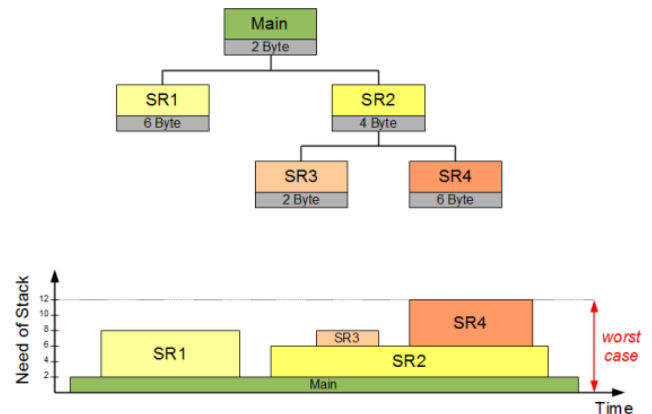 Main
2 Byte
SR1
SR2
6 Byte
4 Byte
SR3
SR4
2 Byte
6 Byte
Need of Stack
12
10
8
6
4
2
SR1
SR3
SR4
SR2
Main
worst
case
Time